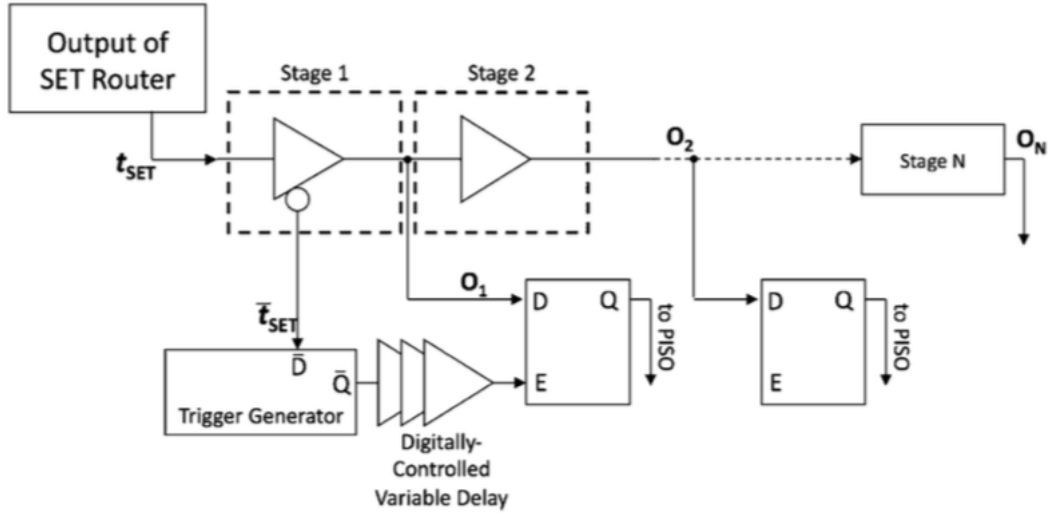 Output of
SET Router
Stage 1
Stage 2
t_SET
O₂
Stage N
O_N
O₁
t̅_SET
D Q
E
to PISO
D Q
E
to PISO
D̅
Q̅
Trigger Generator
Digitally-
Controlled
Variable Delay